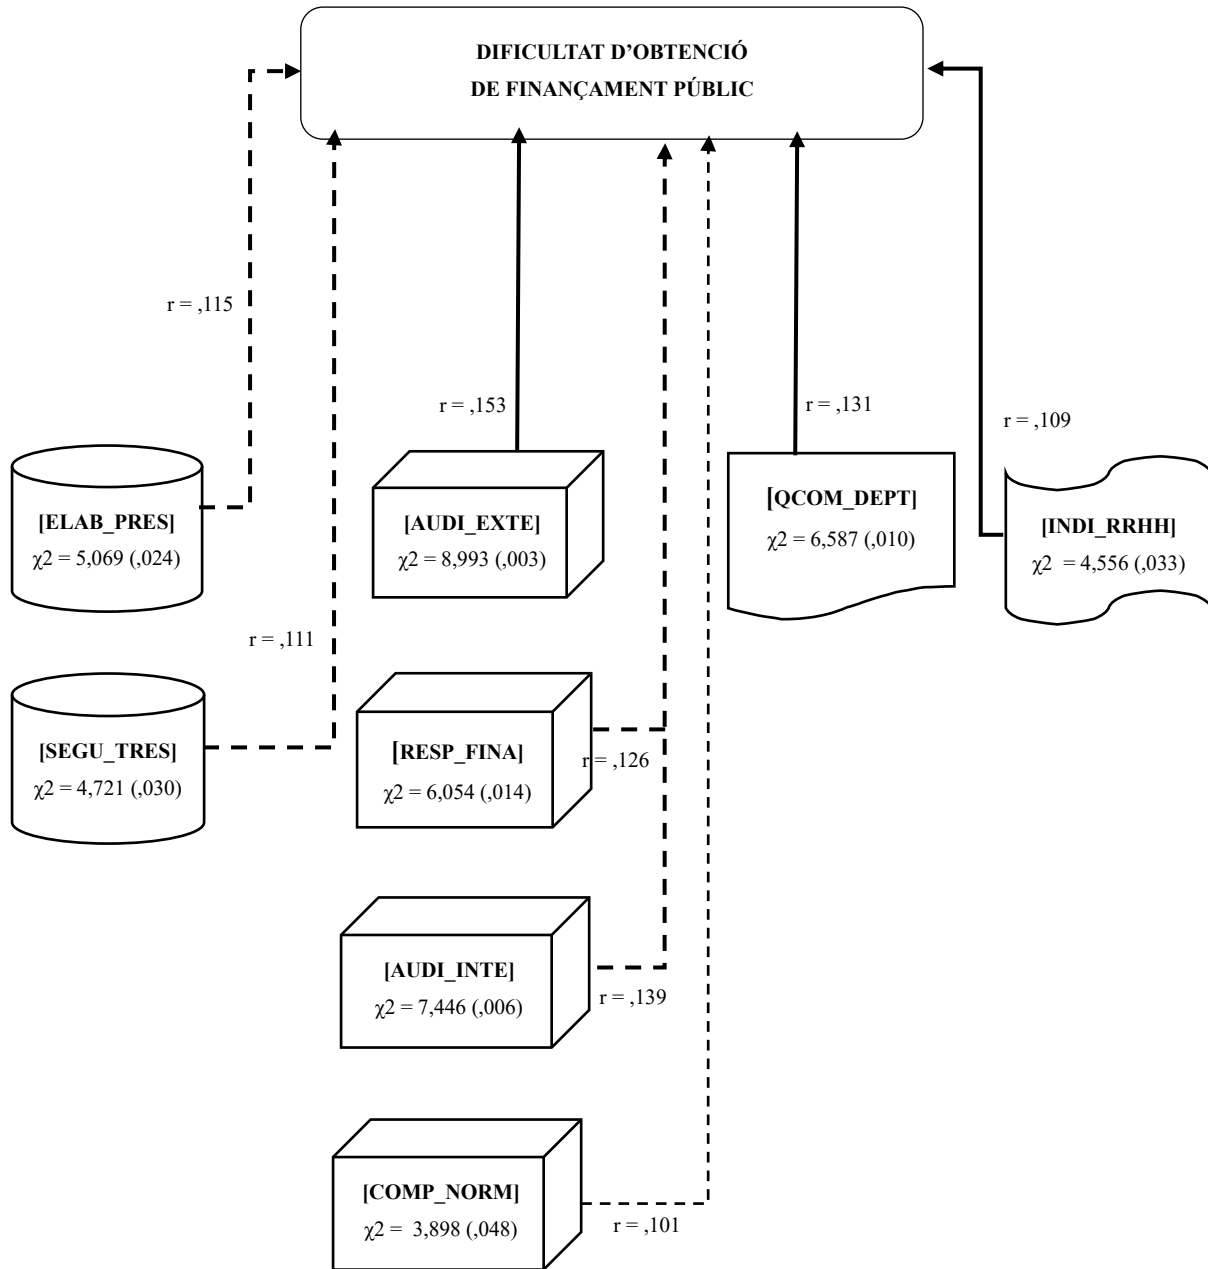 DIFICULTAT D’OBTENCIÓ
DE FINANÇAMENT PÚBLIC
r = ,115
r = ,153
r = ,131
r = ,109
[ELAB_PRES]
χ2 = 5,069 (,024)
[AUDI_EXTE]
χ2 = 8,993 (,003)
[QCOM_DEPT]
χ2 = 6,587 (,010)
[INDI_RRHH]
χ2 = 4,556 (,033)
r = ,111
[SEGU_TRES]
χ2 = 4,721 (,030)
[RESP_FINA]
χ2 = 6,054 (,014)
r = ,126
[AUDI_INTE]
χ2 = 7,446 (,006)
r = ,139
[COMP_NORM]
χ2 = 3,898 (,048)
r = ,101